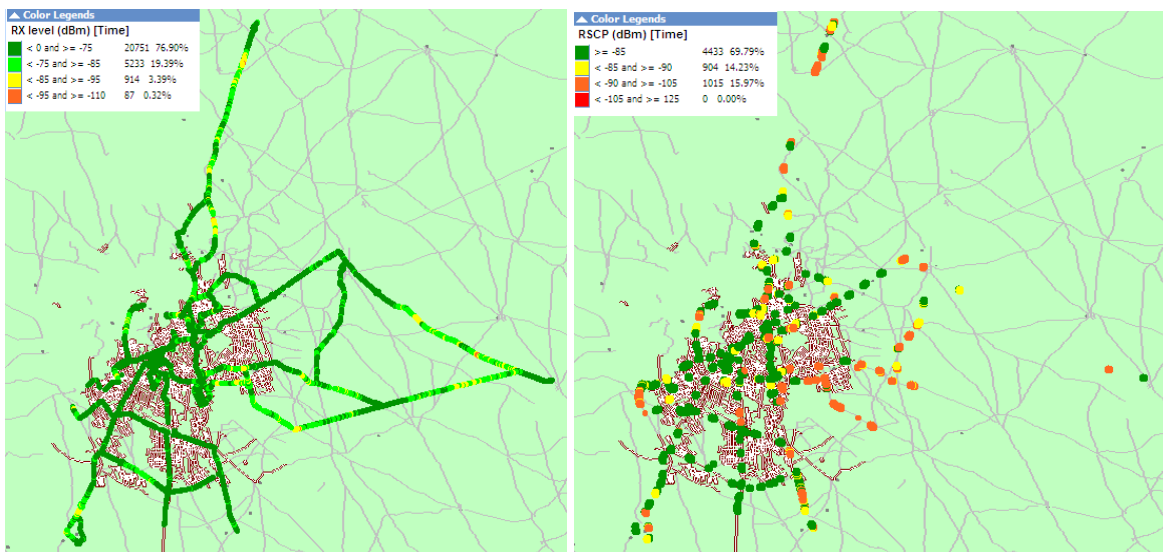 Color Legends
RX level (dBm) [Time]
< 0 and >= -75 20751 76.90%
< -75 and >= -85 5233 19.39%
< -85 and >= -95 914 3.39%
< -95 and >= -110 87 0.32%
Color Legends
RSCP (dBm) [Time]
>= -85 4433 69.79%
< -85 and >= -90 904 14.23%
< -90 and >= -105 1015 15.97%
< -105 and >= 125 0 0.00%